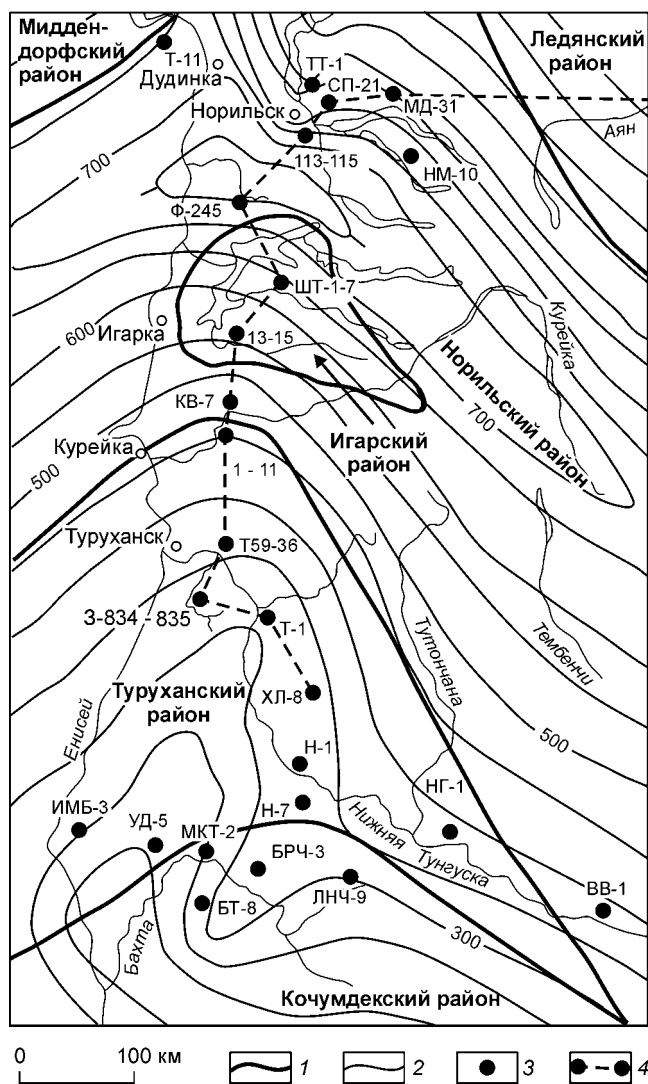 Мидден-
дорфский
район
Т-11
Дудинка
ТТ-1
СП-21
Норильск
МД-31
Ледянский
район
Аян
113-115
НМ-10
700
Ф-245
ШТ-1-7
600
Игарка
13-15
Курейка
Норильский район
700
КВ-7
Игарский
район
Курейка
500
1 - 11
Туруханск
Т59-36
З-834 - 835
Т-1
Тутончана
Тембенчи
Туруханский
район
ХЛ-8
500
Енисей
Н-1
НГ-1
ИМБ-3
УД-5
МКТ-2
Н-7
Нижняя
Тунгуска
БРЧ-3
ЛНЧ-9
ВВ-1
БТ-8
300
Бахта
Кочумдекский район
0 100 км
1 2 3 4